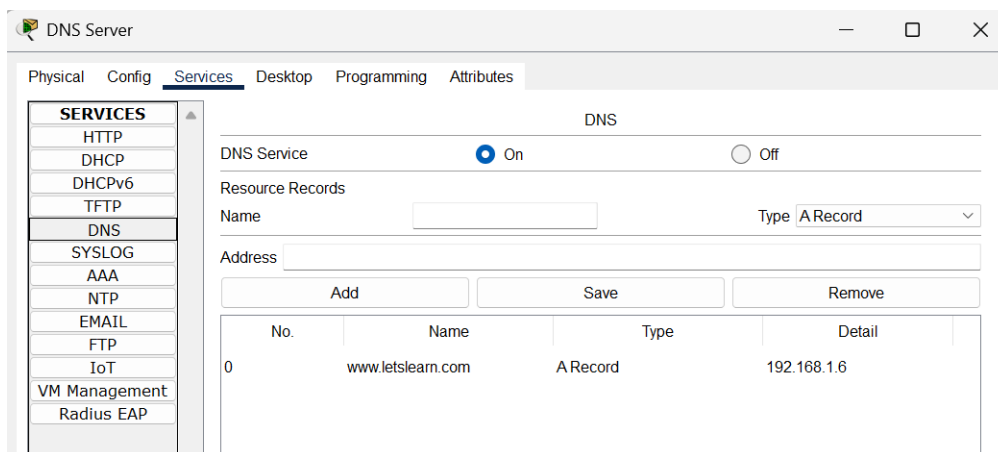 DNS Server
Physical Config Services Desktop Programming Attributes
SERVICES
HTTP
DHCP
DHCPv6
TFTP
DNS
SYSLOG
AAA
NTP
EMAIL
FTP
IoT
VM Management
Radius EAP
DNS
DNS Service On Off
Resource Records
Name Type A Record
Address
Add Save Remove
No. Name Type Detail
0 www.letslearn.com A Record 192.168.1.6